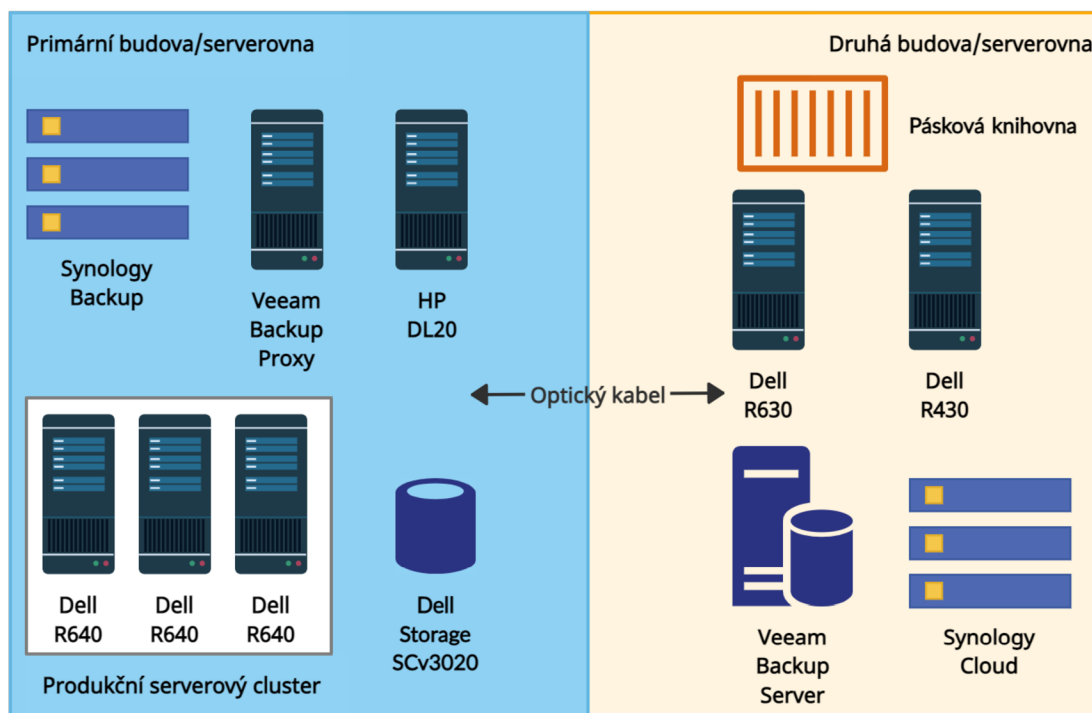 Primární budova/serverovna
Synology
Backup
Veeam
Backup
Proxy
HP
DL20
Dell
R640
Dell
R640
Dell
R640
Produkční serverový cluster
Dell
Storage
SCv3020
Optický kabel
Druhá budova/serverovna
Pásková knihovna
Dell
R630
Dell
R430
Veeam
Backup
Server
Synology
Cloud